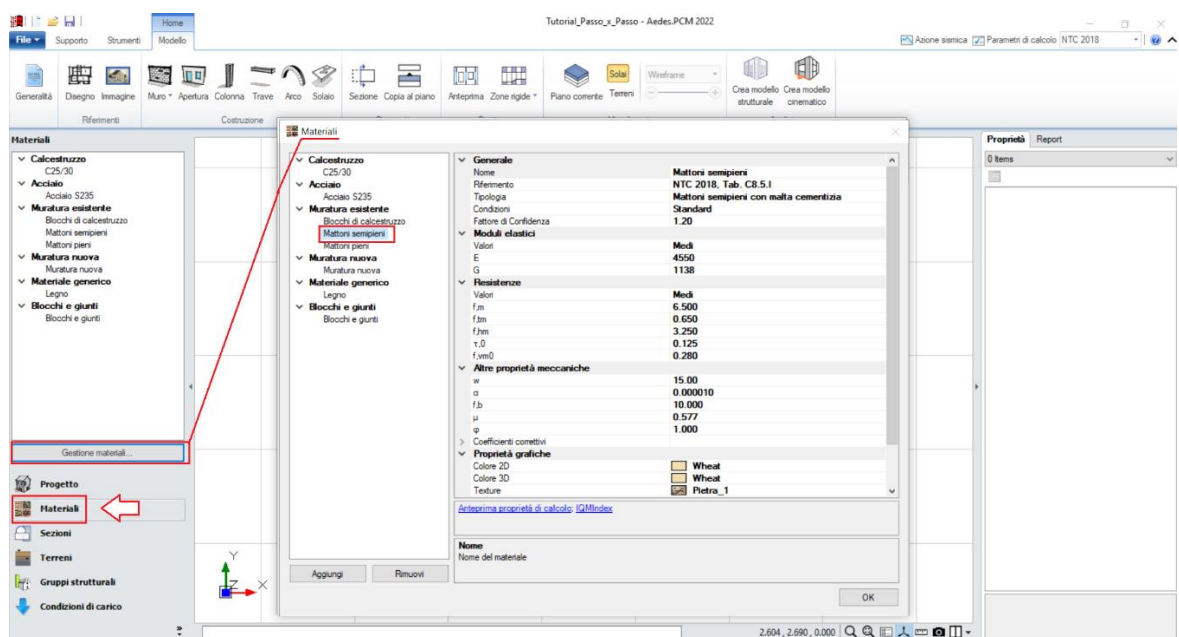 Tutorial_Passo_x_Passo - Aedes.PCM 2022
Home
File Supporto Strumenti Modello
Azione sismica Parametri di calcolo NTC 2018
Generalità Disegno Immagine Muro Apertura Colonna Trave Arco Solaio Sezione Copia al piano Anteprima Zone rigide Piano corrente Solai Terreni Wireframe Crea modello strutturale Crea modello cinematico
Riferimenti Costruzione
Materiali
Calcestruzzo
C25/30
Acciaio
Acciaio S235
Muratura esistente
Blocchi di calcestruzzo
Mattoni semipieni
Mattoni pieni
Muratura nuova
Muratura nuova
Materiale generico
Legno
Blocchi e giunti
Blocchi e giunti
Gestione materiali...
Progetto
Materiali
Sezioni
Terreni
Gruppi strutturali
Condizioni di carico
Materiali
Calcestruzzo
C25/30
Acciaio
Acciaio S235
Muratura esistente
Blocchi di calcestruzzo
Mattoni semipieni
Mattoni pieni
Muratura nuova
Muratura nuova
Materiale generico
Legno
Blocchi e giunti
Blocchi e giunti
Aggiungi Rimuovi
Generale
Nome Mattoni semipieni
Riferimento NTC 2018, Tab. C8.5.I
Tipologia Mattoni semipieni con malta cementizia
Condizioni Standard
Fattore di Confidenza 1.20
Moduli elastici
Valori Medi
E 4550
G 1138
Resistenze
Valori Medi
f,m 6.500
f,tm 0.650
f,hm 3.250
τ,0 0.125
f,vm0 0.280
Altre proprietà meccaniche
w 15.00
α 0.000010
f,b 10.000
μ 0.577
φ 1.000
Coefficienti correttivi
Proprietà grafiche
Colore 2D Wheat
Colore 3D Wheat
Texture Pietra_1
Anteprima proprietà di calcolo; IQMIndex
Nome
Nome del materiale
OK
Proprietà Report
0 Items
Y
Z X
2.604 , 2.690 , 0.000